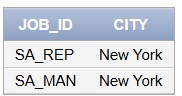 JOB_ID CITY
SA_REP New York
SA_MAN New York